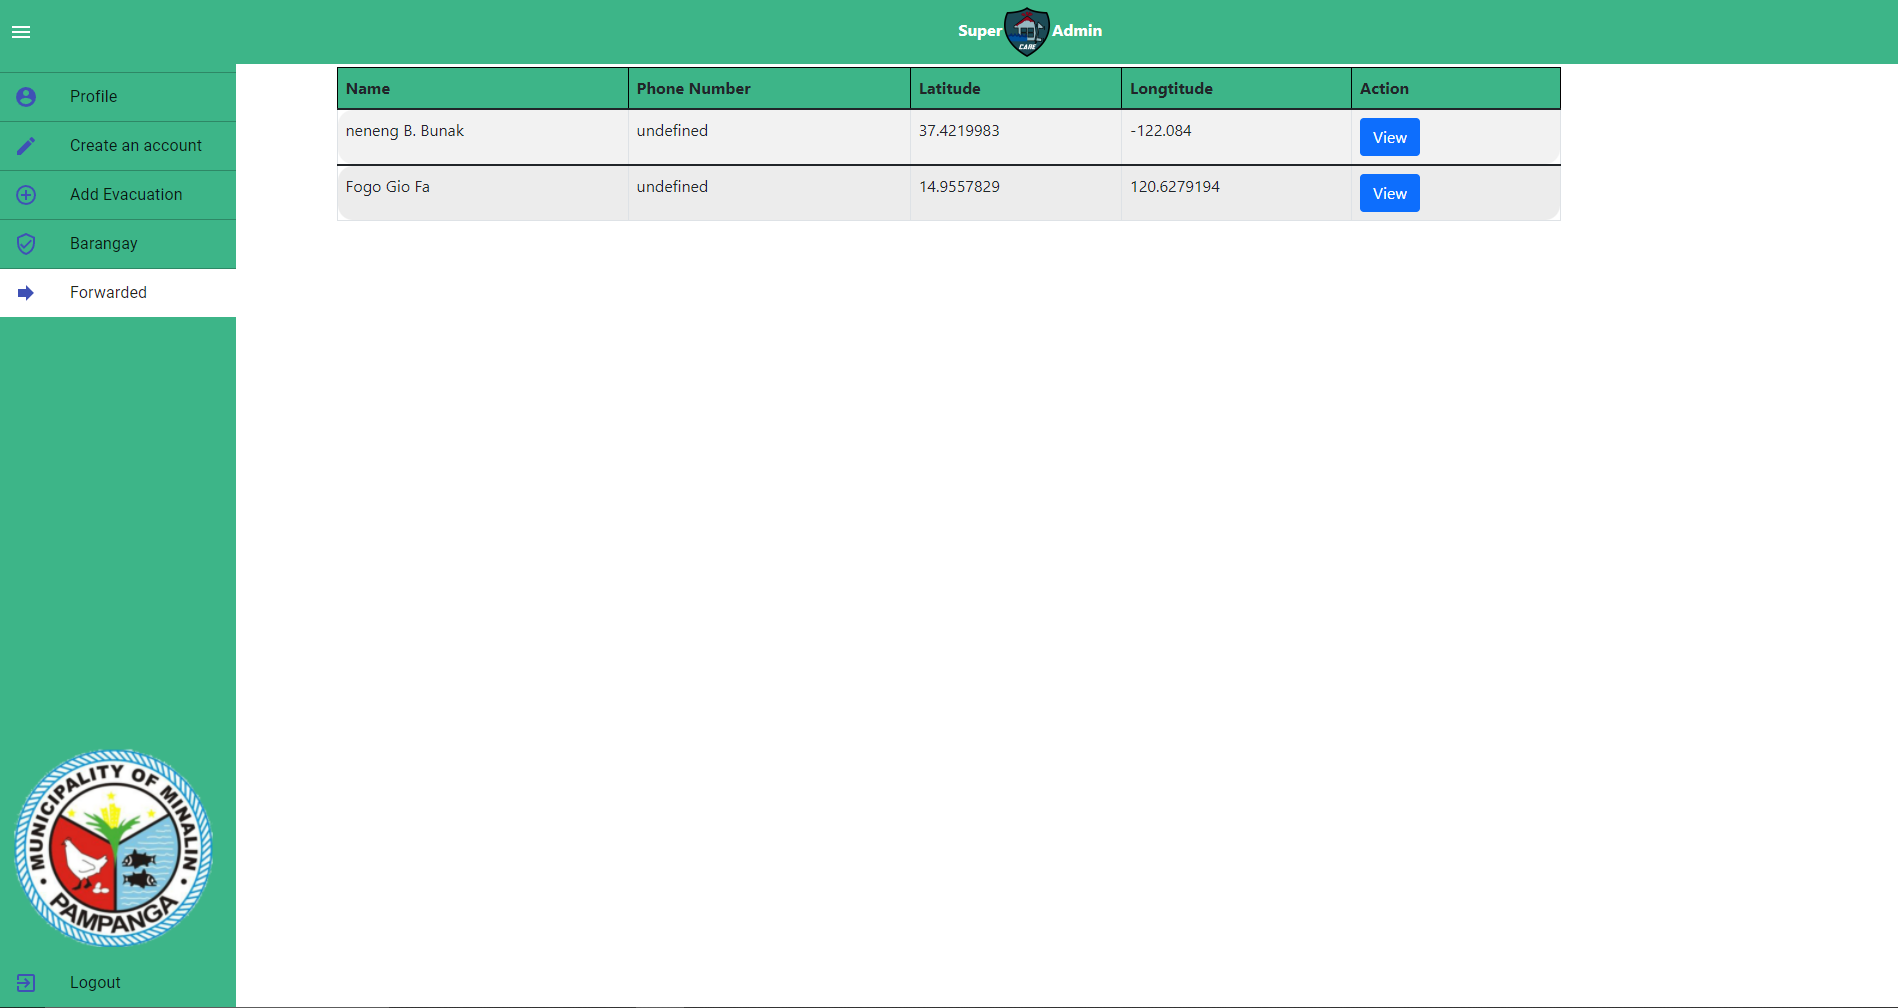 Super CARE Admin
Profile
Create an account
Add Evacuation
Barangay
Forwarded
Name Phone Number Latitude Longtitude Action
neneng B. Bunak undefined 37.4219983 -122.084 View
Fogo Gio Fa undefined 14.9557829 120.6279194 View
MUNICIPALITY OF MINALIN
PAMPANGA
Logout